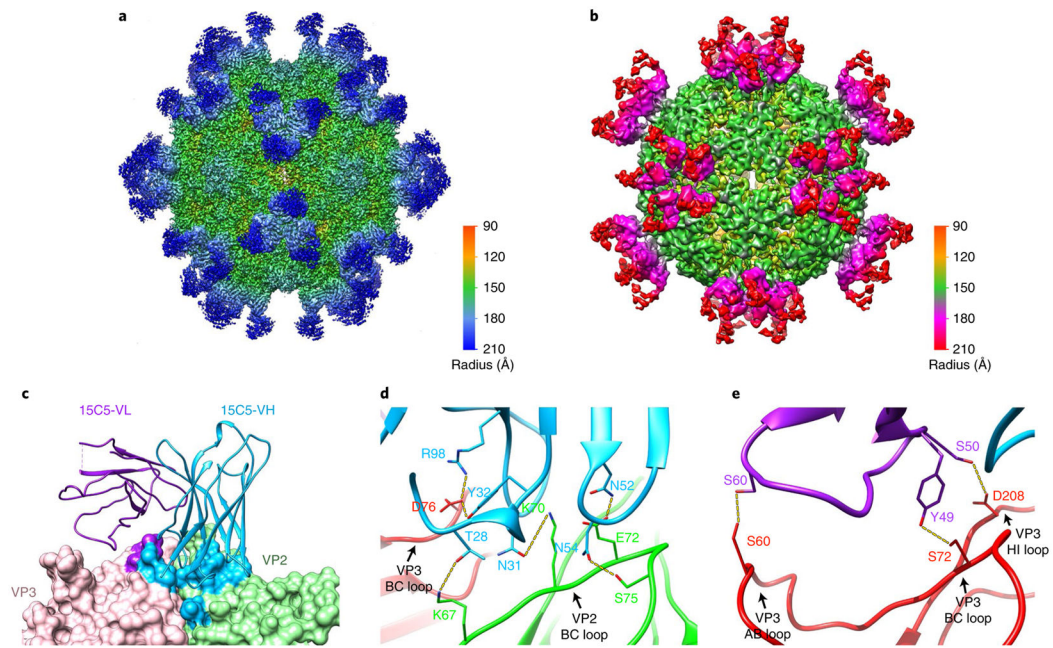 a
b
90
120
150
180
210
Radius (Å)
90
120
150
180
210
Radius (Å)
c
15C5-VL
15C5-VH
VP3
VP2
d
R98
D76
Y32
K70
N52
T28
N31
N54
E72
VP3
BC loop
K67
S75
VP2
BC loop
e
S50
S60
D208
Y49
S60
S72
VP3
HI loop
VP3
AB loop
VP3
BC loop